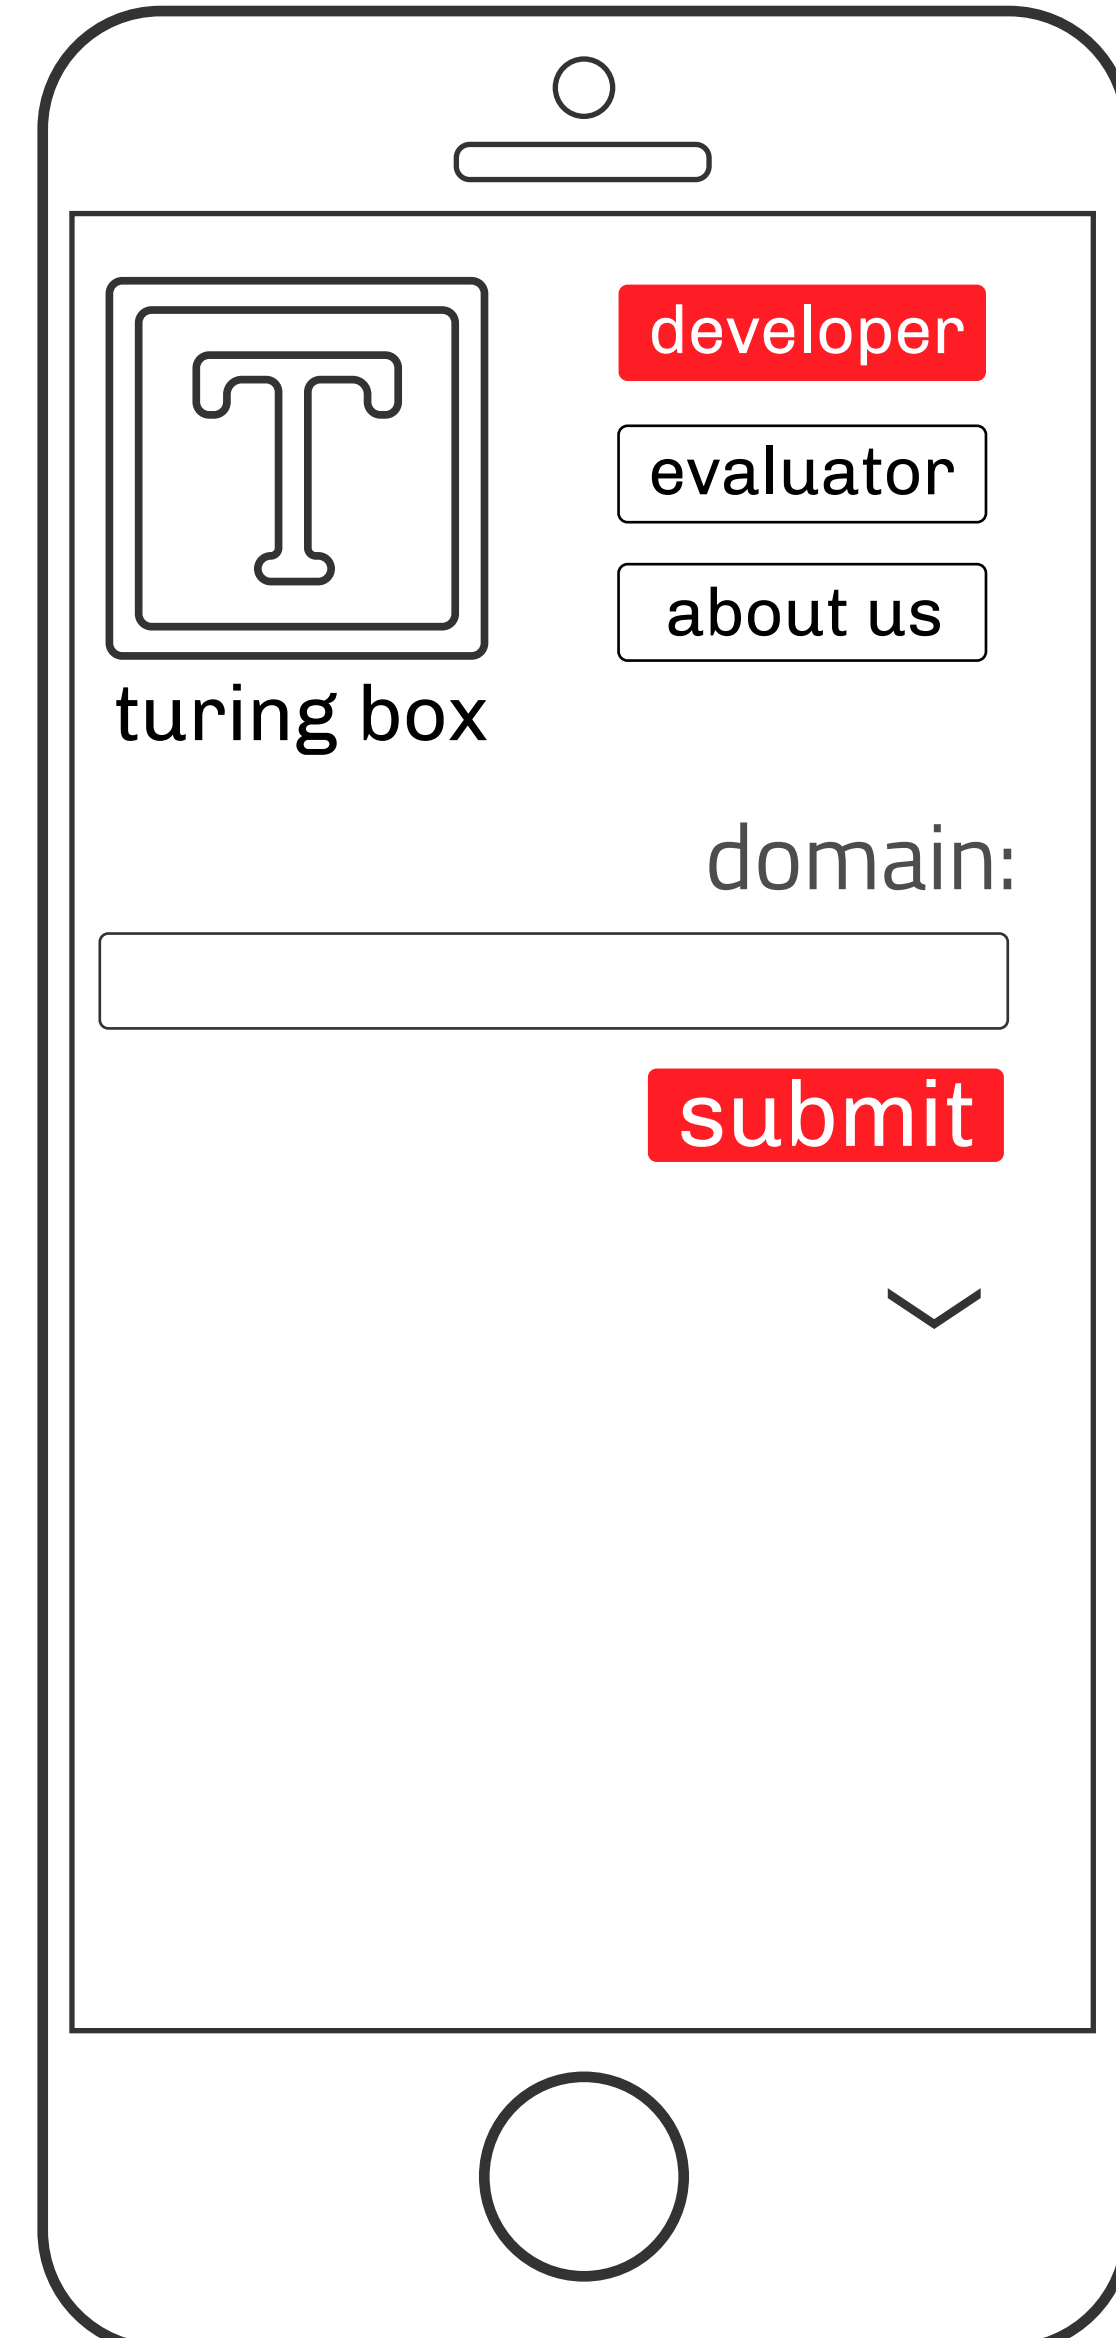 T
turing box
developer
evaluator
about us
domain:
submit